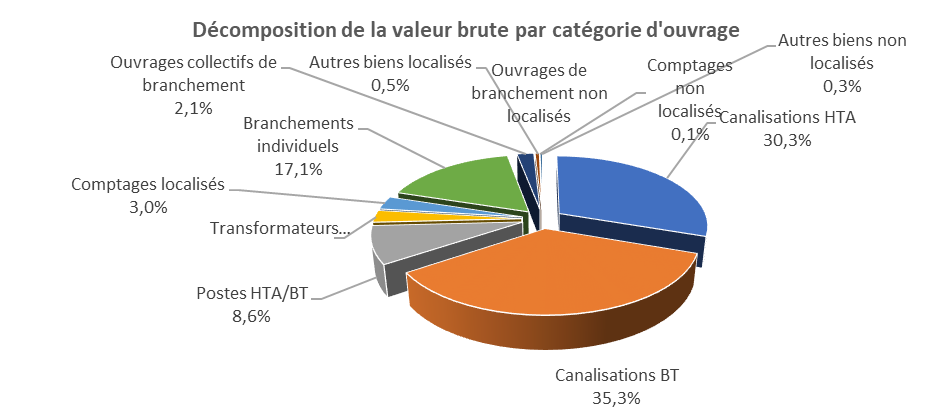 Décomposition de la valeur brute par catégorie d'ouvrage
Ouvrages collectifs de
branchement
2,1%
Autres biens localisés
0,5%
Ouvrages de
branchement non
localisés
Comptages
non
localisés
0,1%
Autres biens non
localisés
0,3%
Canalisations HTA
30,3%
Branchements
individuels
17,1%
Comptages localisés
3,0%
Transformateurs...
Postes HTA/BT
8,6%
Canalisations BT
35,3%